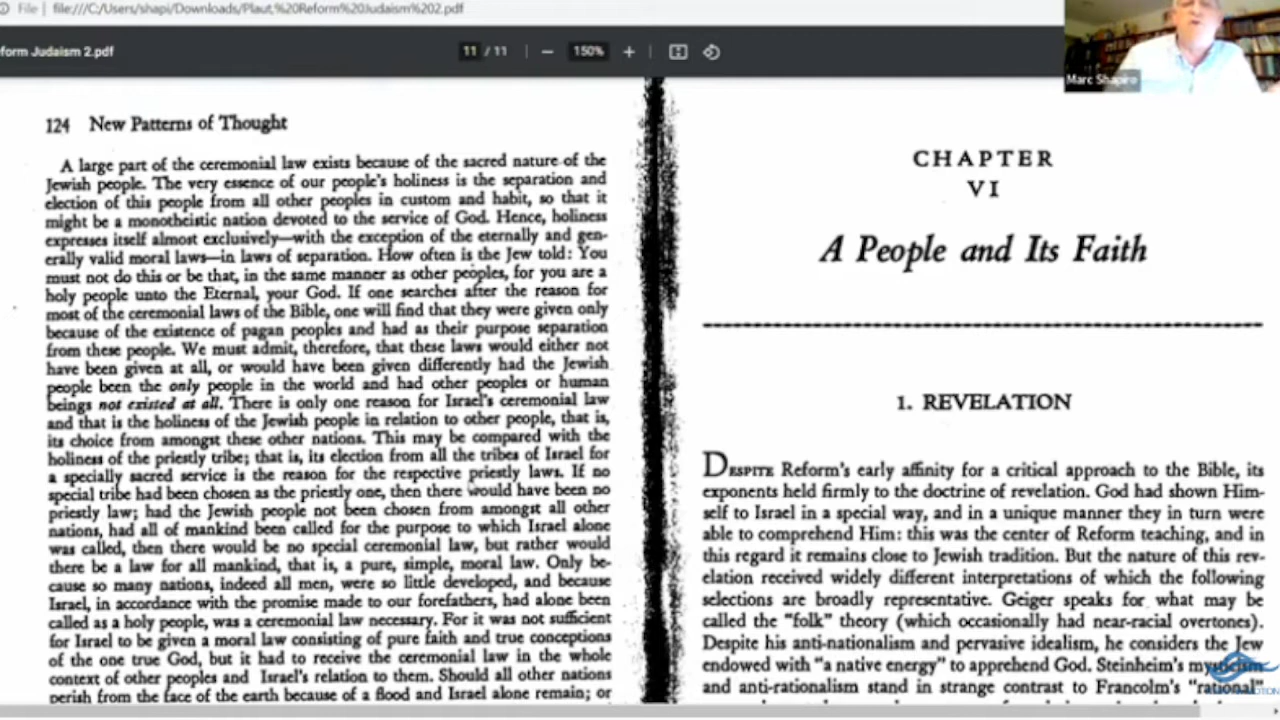 File | file:///C:/Users/shapi/Downloads/Plaut,%20Reform%20Judaism%202.pdf
form Judaism 2.pdf
11 / 11
150%
Marc Shapiro
124 New Patterns of Thought
A large part of the ceremonial law exists because of the sacred nature of the
Jewish people. The very essence of our people's holiness is the separation and
election of this people from all other peoples in custom and habit, so that it
might be a monotheistic nation devoted to the service of God. Hence, holiness
expresses itself almost exclusively—with the exception of the eternally and gen-
erally valid moral laws—in laws of separation. How often is the Jew told: You
must not do this or be that, in the same manner as other peoples, for you are a
holy people unto the Eternal, your God. If one searches after the reason for
most of the ceremonial laws of the Bible, one will find that they were given only
because of the existence of pagan peoples and had as their purpose separation
from these people. We must admit, therefore, that these laws would either not
have been given at all, or would have been given differently had the Jewish
people been the only people in the world and had other peoples or human
beings not existed at all. There is only one reason for Israel's ceremonial law
and that is the holiness of the Jewish people in relation to other people, that is,
its choice from amongst these other nations. This may be compared with the
holiness of the priestly tribe; that is, its election from all the tribes of Israel for
a specially sacred service is the reason for the respective priestly laws. If no
special tribe had been chosen as the priestly one, then there would have been no
priestly law; had the Jewish people not been chosen from amongst all other
nations, had all of mankind been called for the purpose to which Israel alone
was called, then there would be no special ceremonial law, but rather would
there be a law for all mankind, that is, a pure, simple, moral law. Only be-
cause so many nations, indeed all men, were so little developed, and because
Israel, in accordance with the promise made to our forefathers, had alone been
called as a holy people, was a ceremonial law necessary. For it was not sufficient
for Israel to be given a moral law consisting of pure faith and true conceptions
of the one true God, but it had to receive the ceremonial law in the whole
context of other peoples and Israel's relation to them. Should all other nations
perish from the face of the earth because of a flood and Israel alone remain; or
CHAPTER
VI
A People and Its Faith
1. REVELATION
DESPITE Reform's early affinity for a critical approach to the Bible, its
exponents held firmly to the doctrine of revelation. God had shown Him-
self to Israel in a special way, and in a unique manner they in turn were
able to comprehend Him: this was the center of Reform teaching, and in
this regard it remains close to Jewish tradition. But the nature of this rev-
elation received widely different interpretations of which the following
selections are broadly representative. Geiger speaks for what may be
called the "folk" theory (which occasionally had near-racial overtones).
Despite his anti-nationalism and pervasive idealism, he considers the Jew
endowed with "a native energy" to apprehend God. Steinheim's mysticism
and anti-rationalism stand in strange contrast to Francolm's "rational"